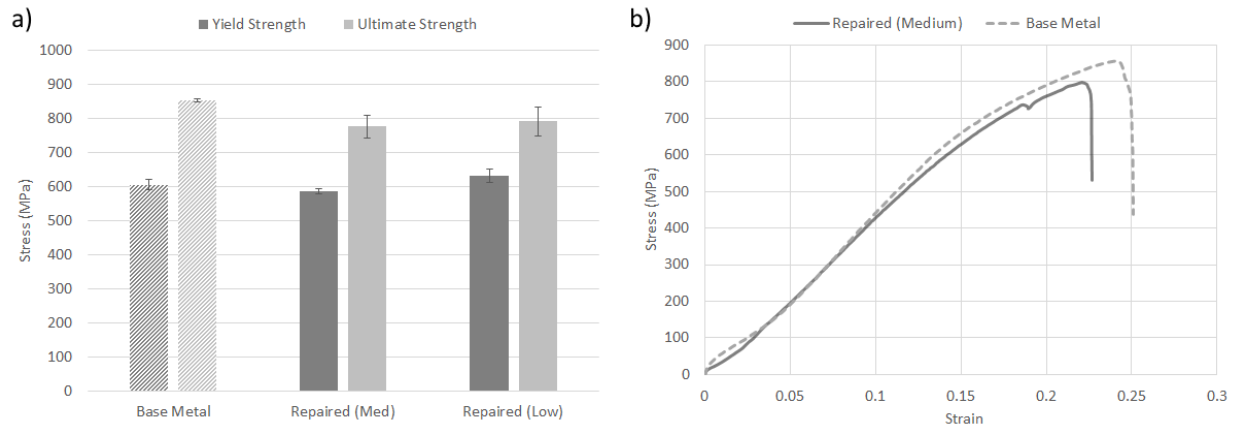 a)
Yield Strength
Ultimate Strength
1000
900
800
700
600
500
400
300
200
100
0
Stress (MPa)
Base Metal
Repaired (Med)
Repaired (Low)
b)
Repaired (Medium)
Base Metal
900
800
700
600
500
400
300
200
100
0
Stress (MPa)
0
0.05
0.1
0.15
0.2
0.25
0.3
Strain